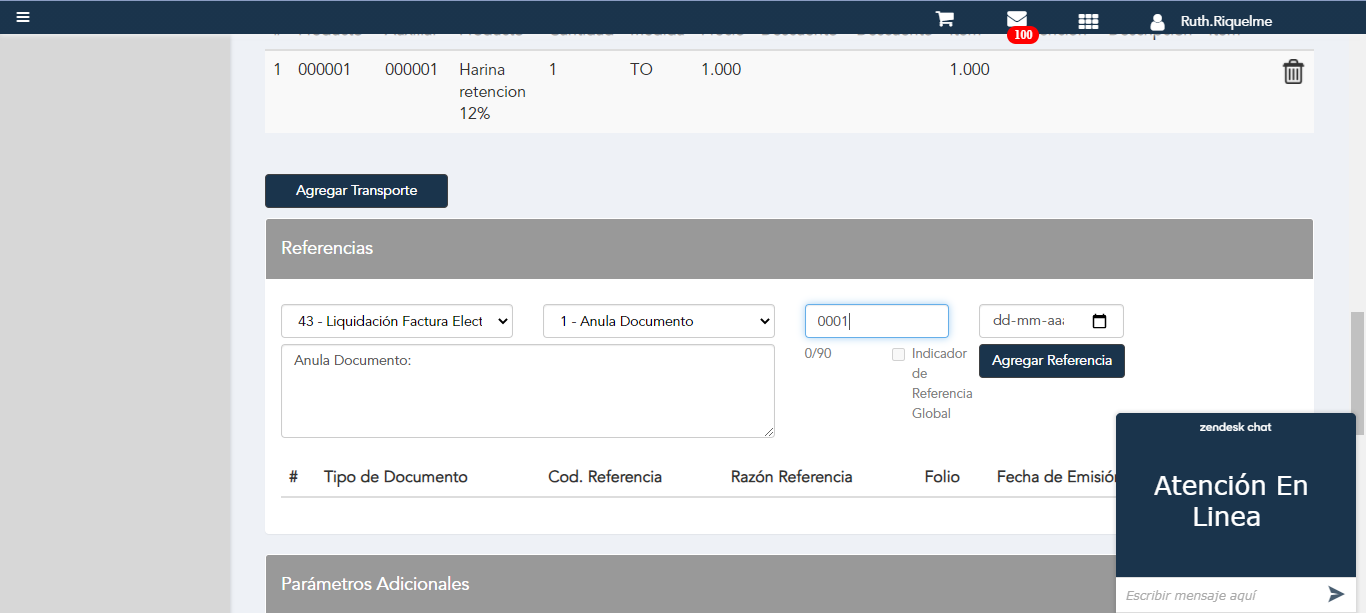 Ruth.Riquelme
100
1 000001 000001 Harina 1 TO 1.000 1.000
retencion
12%
Agregar Transporte
Referencias
43 - Liquidación Factura Elect 1 - Anula Documento 0001 dd-mm-aaa
Anula Documento: 0/90 Indicador Agregar Referencia
de
Referencia
Global
zendesk chat
# Tipo de Documento Cod. Referencia Razón Referencia Folio Fecha de Emisión
Atención En
Linea
Parámetros Adicionales
Escribir mensaje aquí